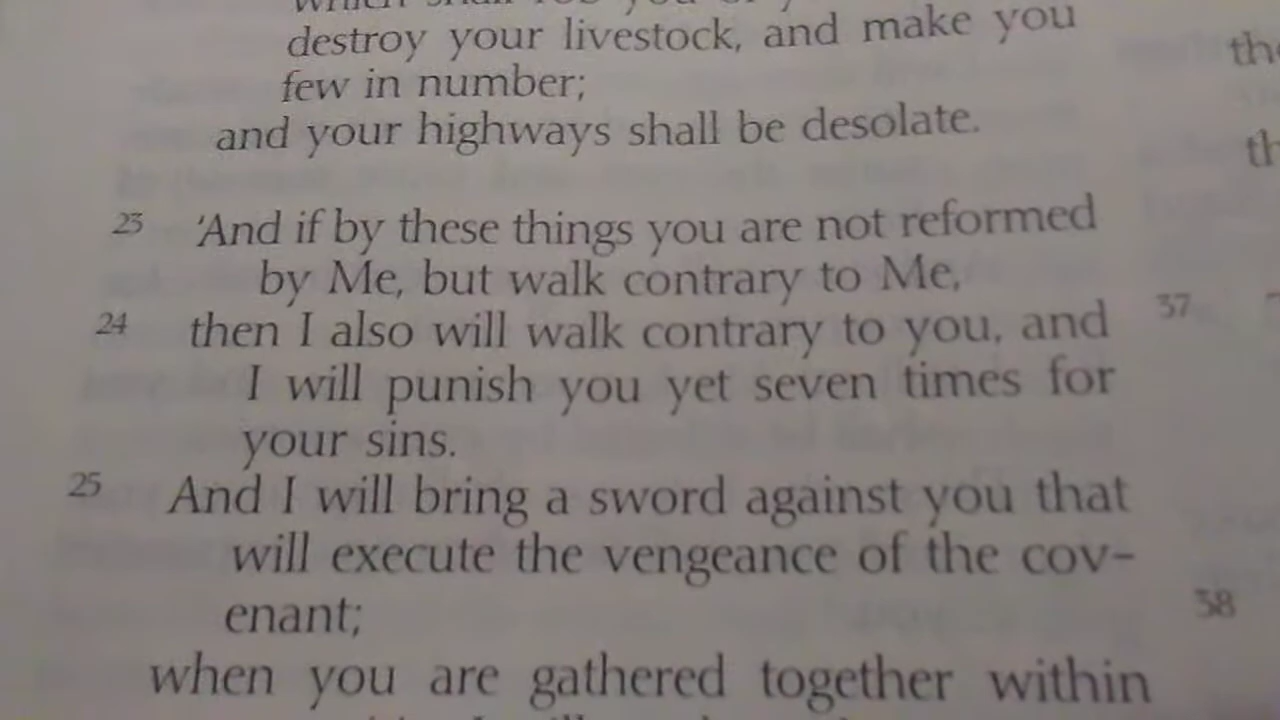 destroy your livestock, and make you
few in number;
and your highways shall be desolate.
23 'And if by these things you are not reformed
by Me, but walk contrary to Me,
24 then I also will walk contrary to you, and
I will punish you yet seven times for
your sins.
25 And I will bring a sword against you that
will execute the vengeance of the cov-
enant;
when you are gathered together within
37
38